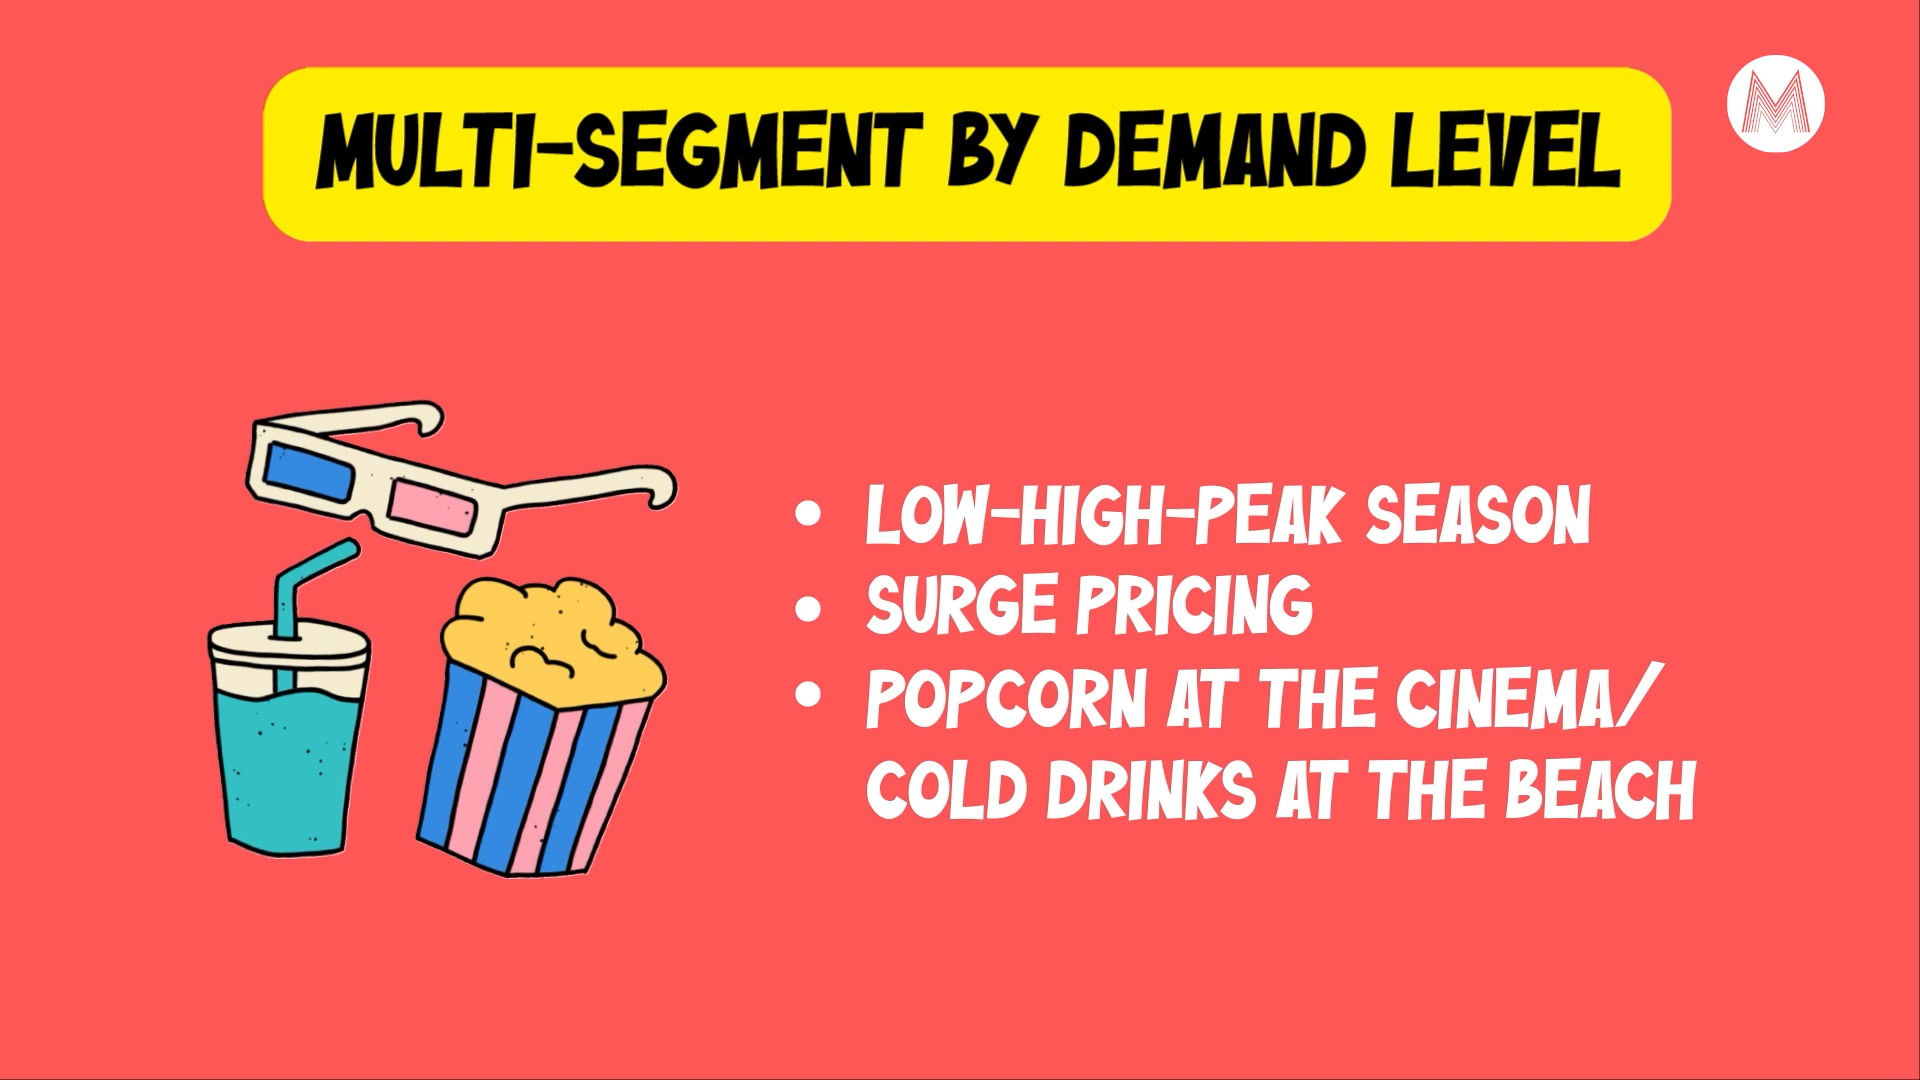 MULTI-SEGMENT BY DEMAND LEVEL
M
• LOW-HIGH-PEAK SEASON
• SURGE PRICING
• POPCORN AT THE CINEMA/
COLD DRINKS AT THE BEACH